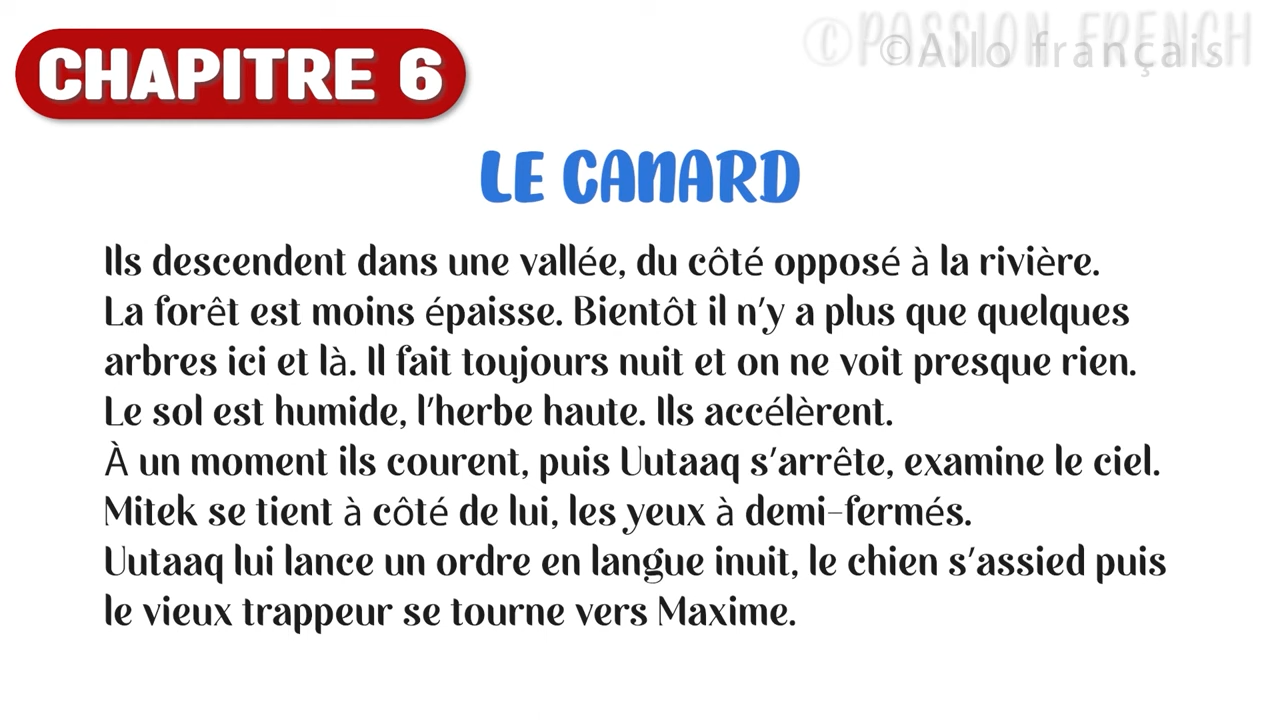 CHAPITRE 6
©PASSION FRENCH
©Allo français
LE CANARD
Ils descendent dans une vallée, du côté opposé à la rivière.
La forêt est moins épaisse. Bientôt il n'y a plus que quelques
arbres ici et là. Il fait toujours nuit et on ne voit presque rien.
Le sol est humide, l'herbe haute. Ils accélèrent.
À un moment ils courent, puis Uutaaq s'arrête, examine le ciel.
Mitek se tient à côté de lui, les yeux à demi-fermés.
Uutaaq lui lance un ordre en langue inuit, le chien s'assied puis
le vieux trappeur se tourne vers Maxime.